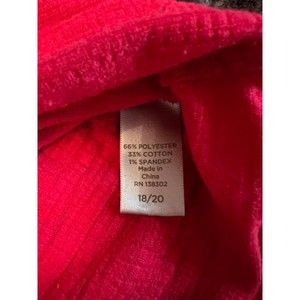 66% POLYESTER
33% COTTON
1% SPANDEX
Made in
China
RN 138302
18/20